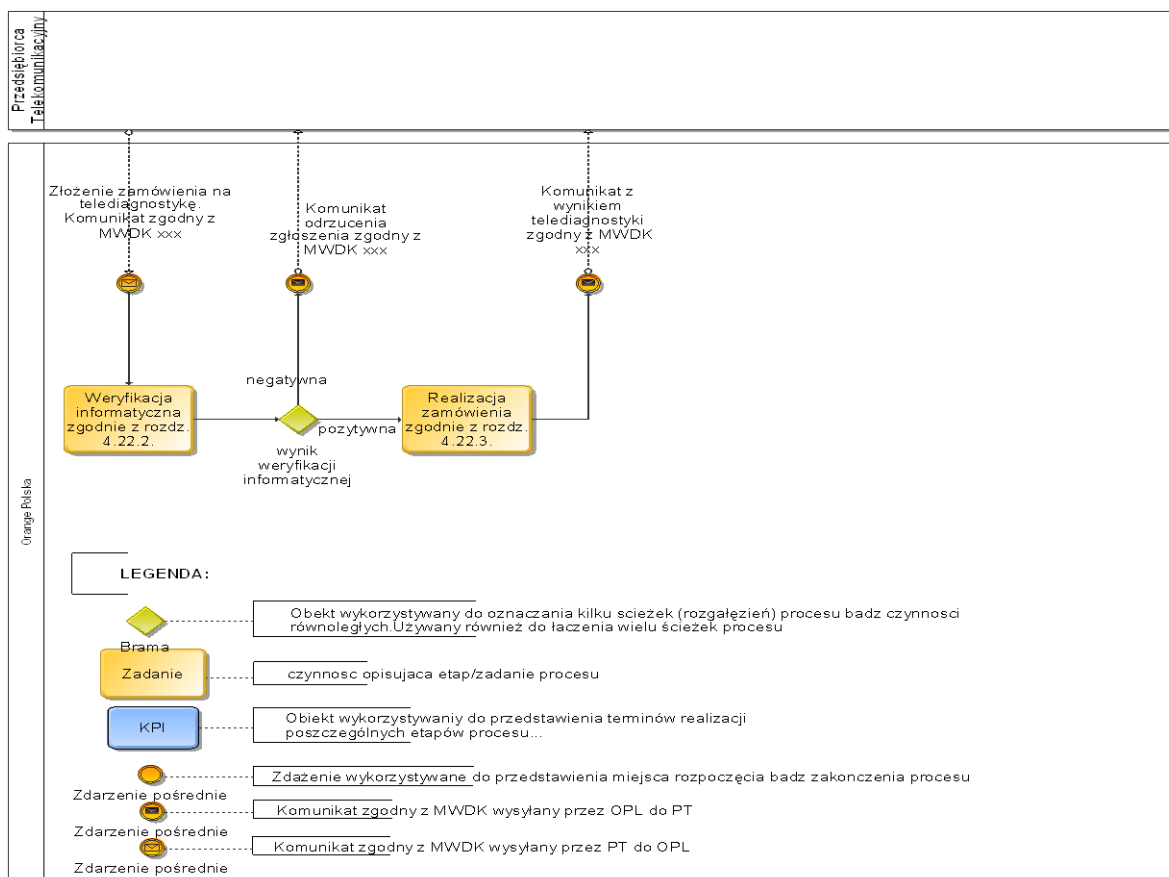 Przedsiębiorca
Telekomunikacyjny
Złożenie zamówienia na
telediagnostykę.
Komunikat zgodny z
MWDK xxx
Komunikat
odrzucenia
zgłoszenia zgodny z
MWDK xxx
Komunikat z
wynikiem
telediagnostyki
zgodny z MWDK
xxx
negatywna
Weryfikacja
informatyczna
zgodnie z rozdz.
4.22.2.
pozytywna
Realizacja
zamówienia
zgodnie z rozdz.
4.22.3.
wynik
weryfikacji
informatycznej
Orange Polska
LEGENDA:
Obekt wykorzystywany do oznaczania kilku scieżek (rozgałęzień) procesu badz czynnosci
równoległych.Używany również do łaczenia wielu ścieżek procesu
Brama
Zadanie
czynnosc opisujaca etap/zadanie procesu
KPI
Obiekt wykorzystywaniy do przedstawienia terminów realizacji
poszczególnych etapów procesu...
Zdażenie wykorzystywane do przedstawienia miejsca rozpoczęcia badz zakonczenia procesu
Zdarzenie pośrednie
Komunikat zgodny z MWDK wysyłany przez OPL do PT
Zdarzenie pośrednie
Komunikat zgodny z MWDK wysyłany przez PT do OPL
Zdarzenie pośrednie